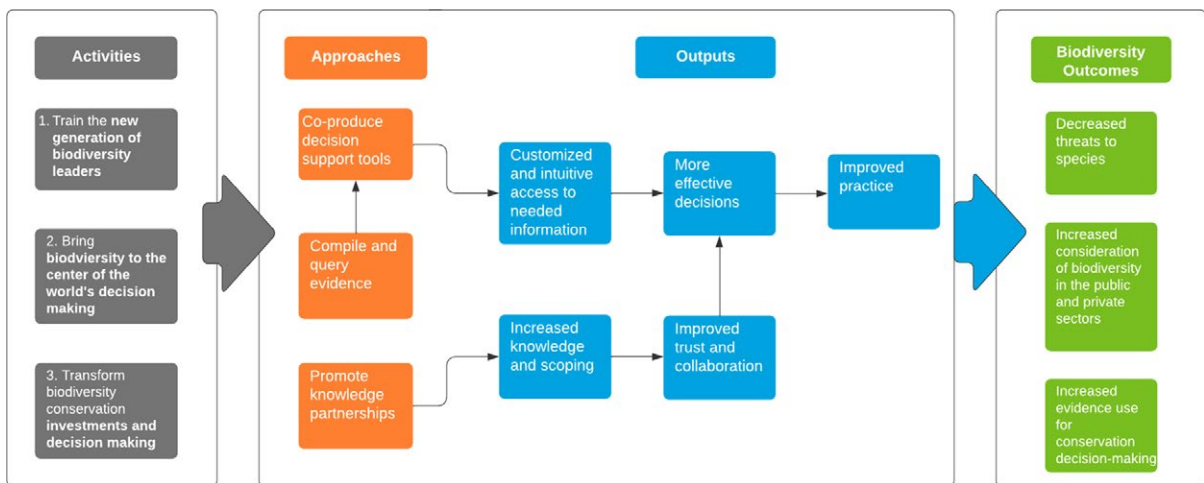 Activities
1. Train the new
generation of
biodiversity
leaders
2. Bring
biodviersity to the
center of the
world's decision
making
3. Transform
biodiversity
conservation
investments and
decision making
Approaches
Co-produce
decision
support tools
Compile and
query
evidence
Promote
knowledge
partnerships
Outputs
Customized
and intuitive
access to
needed
information
More
effective
decisions
Improved
practice
Increased
knowledge
and scoping
Improved
trust and
collaboration
Biodiversity
Outcomes
Decreased
threats to
species
Increased
consideration
of biodiversity
in the public
and private
sectors
Increased
evidence use
for
conservation
decision-making